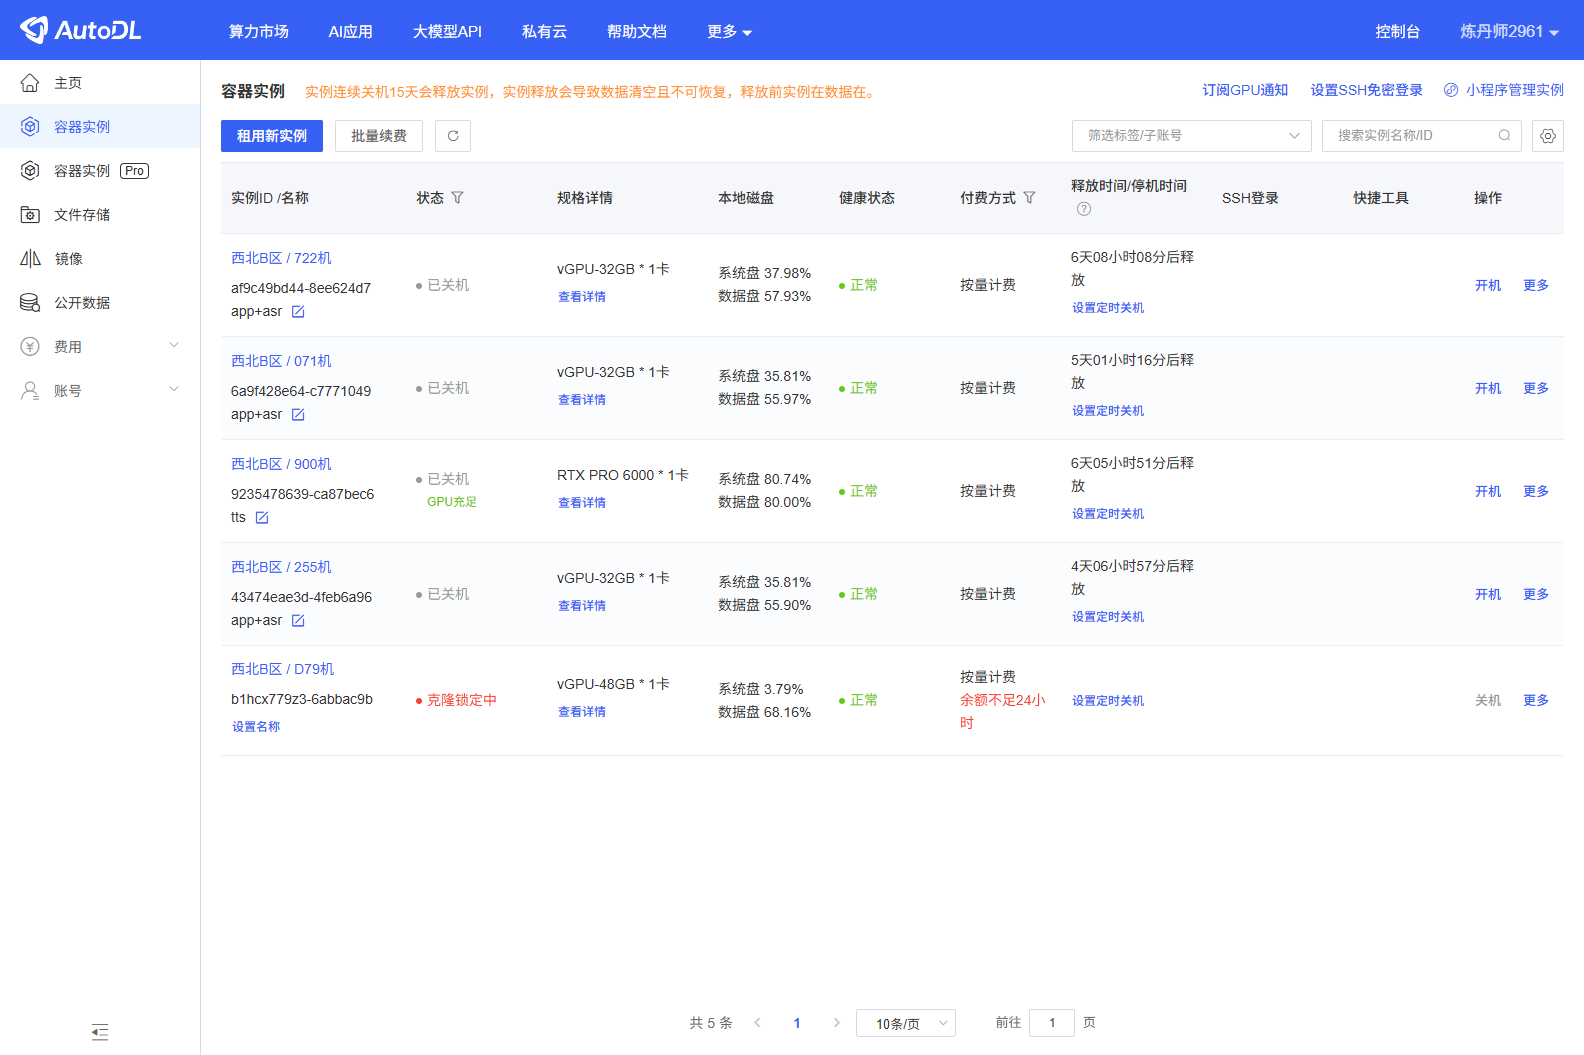 AutoDL
算力市场 AI应用 大模型API 私有云 帮助文档 更多 控制台 炼丹师2961
主页
容器实例
容器实例 Pro
文件存储
镜像
公开数据
费用
账号
容器实例 实例连续关机15天会释放实例，实例释放会导致数据清空且不可恢复，释放前实例在数据在。 订阅GPU通知 设置SSH免密登录 小程序管理实例
租用新实例 批量续费 筛选标签/子账号 搜索实例名称/ID
实例ID /名称 状态 规格详情 本地磁盘 健康状态 付费方式 释放时间/停机时间 ? SSH登录 快捷工具 操作
西北B区 / 722机
af9c49bd44-8ee624d7
app+asr
已关机
vGPU-32GB * 1卡
查看详情
系统盘 37.98%
数据盘 57.93%
正常
按量计费
6天08小时08分后释
放
设置定时关机
开机 更多
西北B区 / 071机
6a9f428e64-c7771049
app+asr
已关机
vGPU-32GB * 1卡
查看详情
系统盘 35.81%
数据盘 55.97%
正常
按量计费
5天01小时16分后释
放
设置定时关机
开机 更多
西北B区 / 900机
9235478639-ca87bec6
tts
已关机
GPU充足
RTX PRO 6000 * 1卡
查看详情
系统盘 80.74%
数据盘 80.00%
正常
按量计费
6天05小时51分后释
放
设置定时关机
开机 更多
西北B区 / 255机
43474eae3d-4feb6a96
app+asr
已关机
vGPU-32GB * 1卡
查看详情
系统盘 35.81%
数据盘 55.90%
正常
按量计费
4天06小时57分后释
放
设置定时关机
开机 更多
西北B区 / D79机
b1hcx779z3-6abbac9b
设置名称
克隆锁定中
vGPU-48GB * 1卡
查看详情
系统盘 3.79%
数据盘 68.16%
正常
按量计费
余额不足24小
时
设置定时关机
关机 更多
共 5 条 1 10条/页 前往 1 页